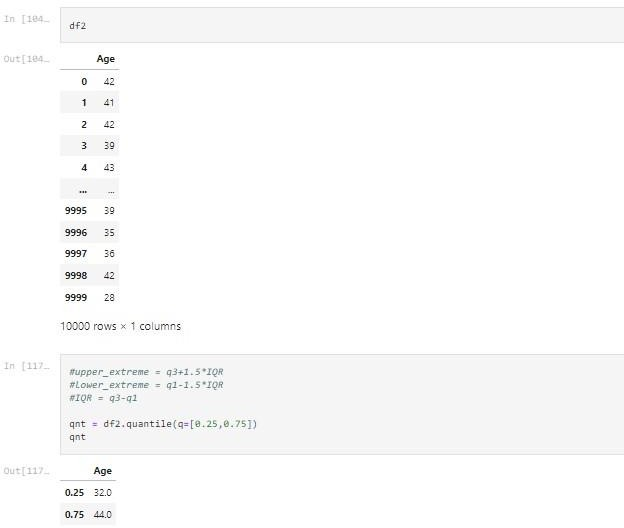 In [104…
df2
Out[104…
Age
0 42
1 41
2 42
3 39
4 43
... ...
9995 39
9996 35
9997 36
9998 42
9999 28
10000 rows × 1 columns
In [117…
#upper_extreme = q3+1.5*IQR
#lower_extreme = q1-1.5*IQR
#IQR = q3-q1
qnt = df2.quantile(q=[0.25,0.75])
qnt
Out[117…
Age
0.25 32.0
0.75 44.0